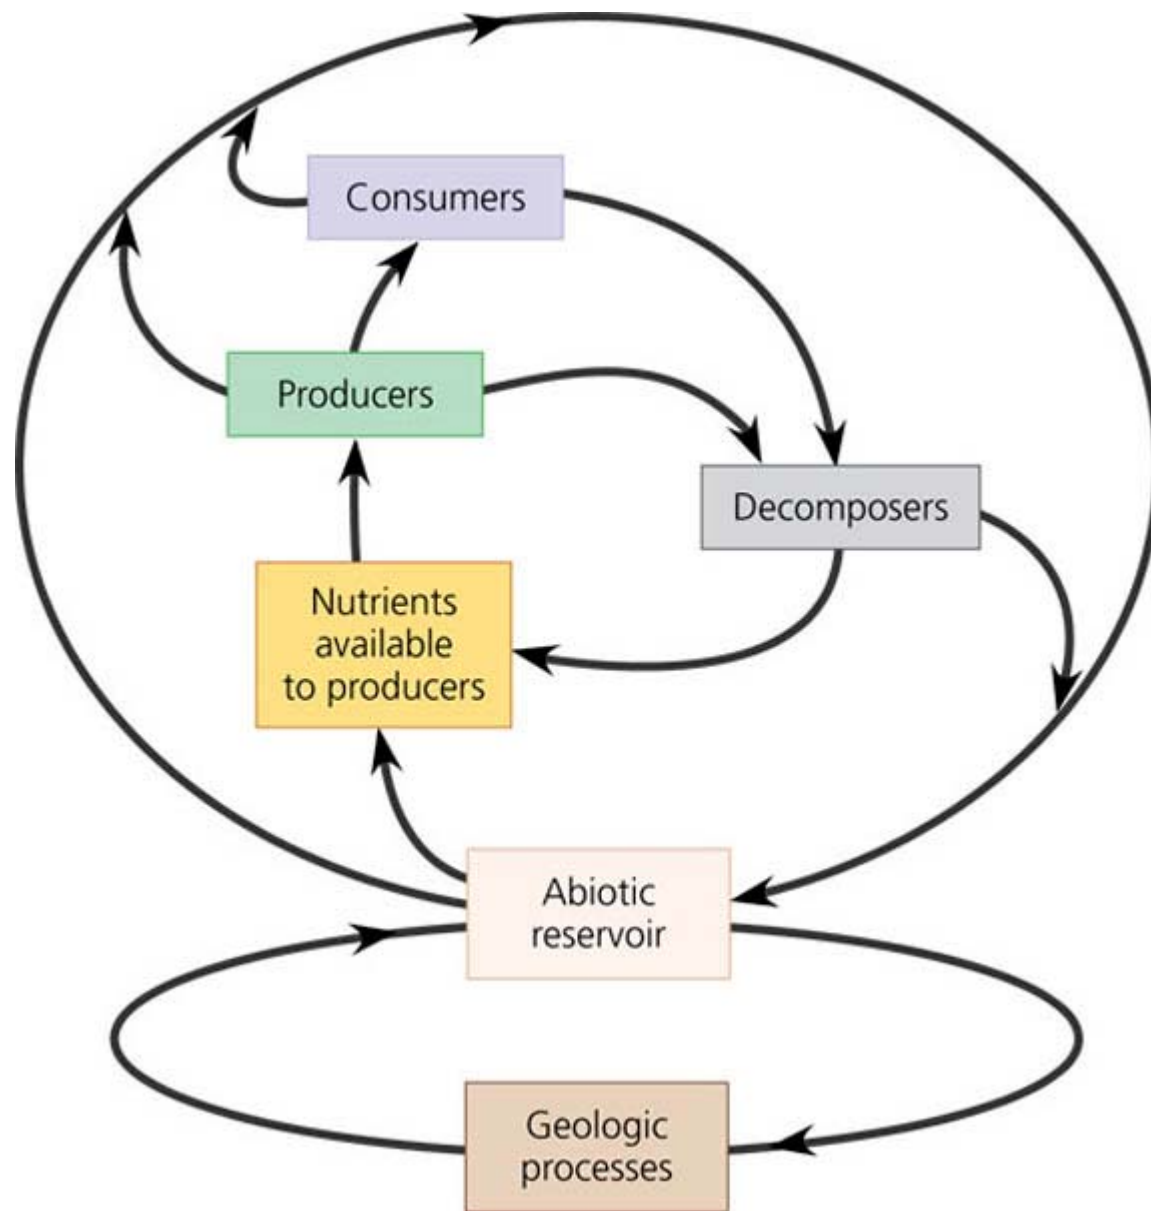 Consumers
Producers
Decomposers
Nutrients
available
to producers
Abiotic
reservoir
Geologic
processes